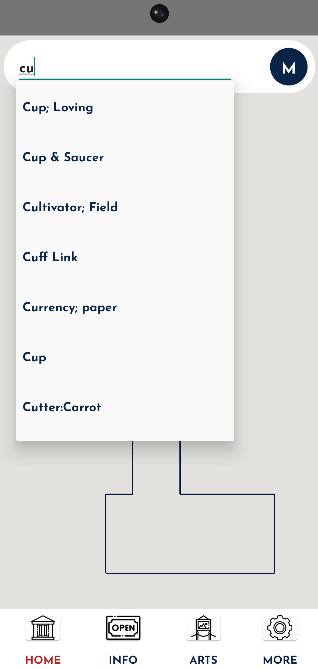 cu
M
Cup; Loving
Cup & Saucer
Cultivator; Field
Cuff Link
Currency; paper
Cup
Cutter:Carrot
OPEN
HOME
INFO
ARTS
MORE